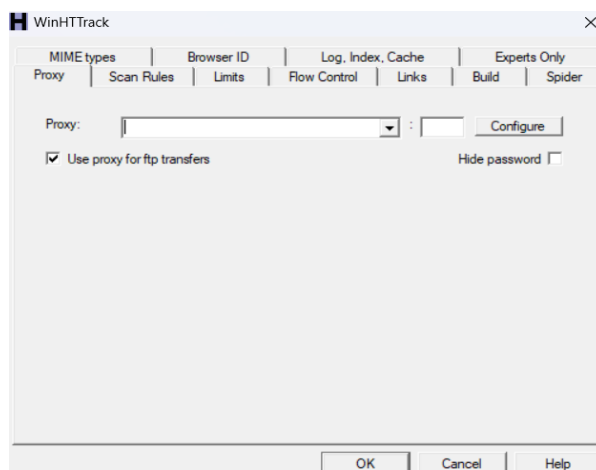 WinHTTrack
MIME types Browser ID Log, Index, Cache Experts Only
Proxy Scan Rules Limits Flow Control Links Build Spider
Proxy: : Configure
Use proxy for ftp transfers Hide password
OK Cancel Help